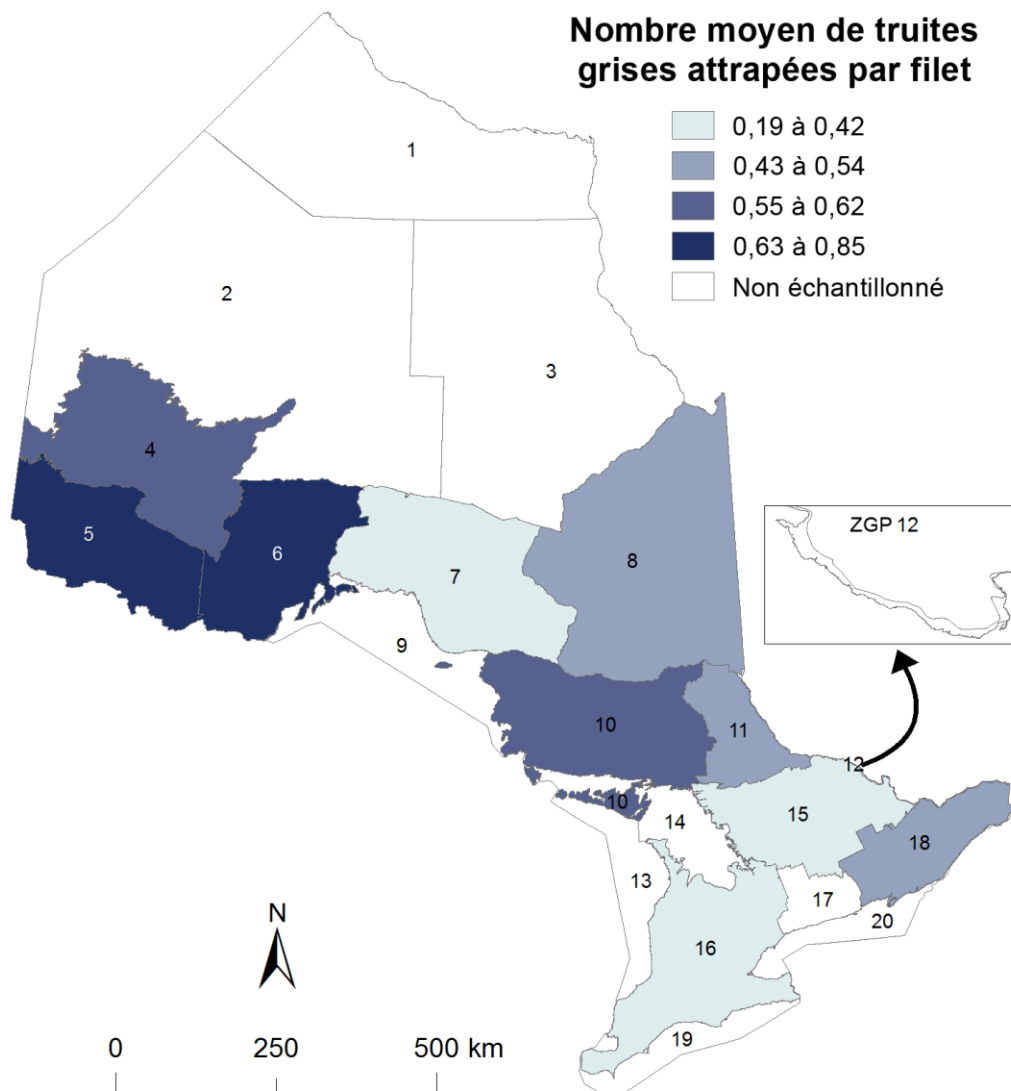 Nombre moyen de truites
grises attrapées par filet
0,19 à 0,42
0,43 à 0,54
0,55 à 0,62
0,63 à 0,85
Non échantillonné
1
2
3
4
5
6
7
8
ZGP 12
9
10
11
12
10
14
15
18
13
17
20
16
19
N
0 250 500 km